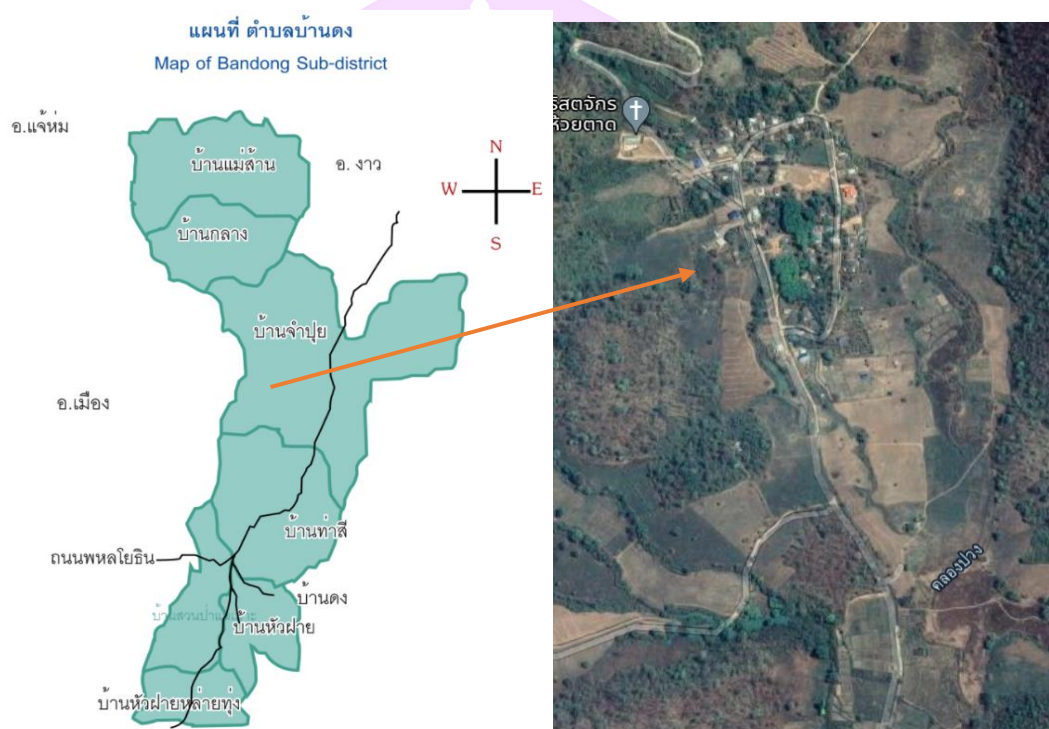 แผนที่ ตำบลบ้านดง
Map of Bandong Sub-district
อ.แจ้ห่ม
บ้านแม่ส้าน
อ. งาว
บ้านกลาง
N
W
E
S
บ้านจำปุย
อ.เมือง
บ้านท่าสี
ถนนพหลโยธิน
บ้านดง
บ้านหัวฝาย
บ้านหัวฝายหล่ายทุ่ง
ริสตจักร
ห้วยตาด
คลองปวง